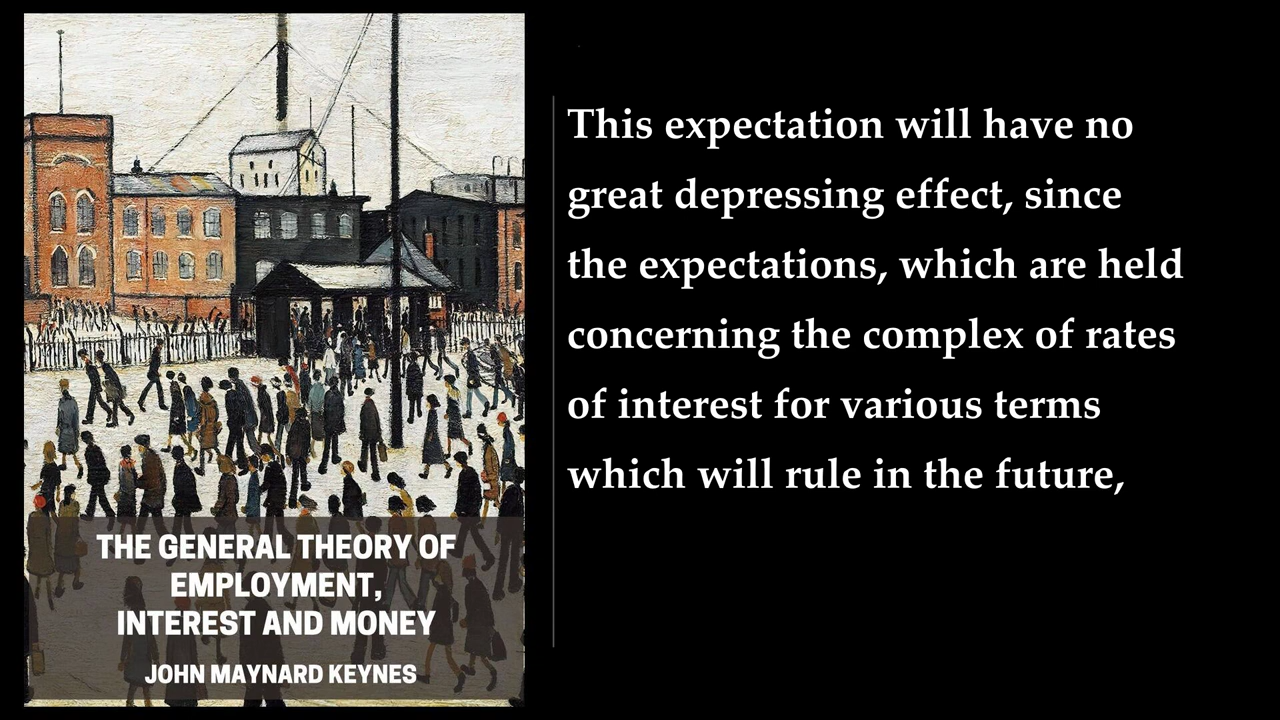 THE GENERAL THEORY OF
EMPLOYMENT,
INTEREST AND MONEY
JOHN MAYNARD KEYNES
This expectation will have no
great depressing effect, since
the expectations, which are held
concerning the complex of rates
of interest for various terms
which will rule in the future,